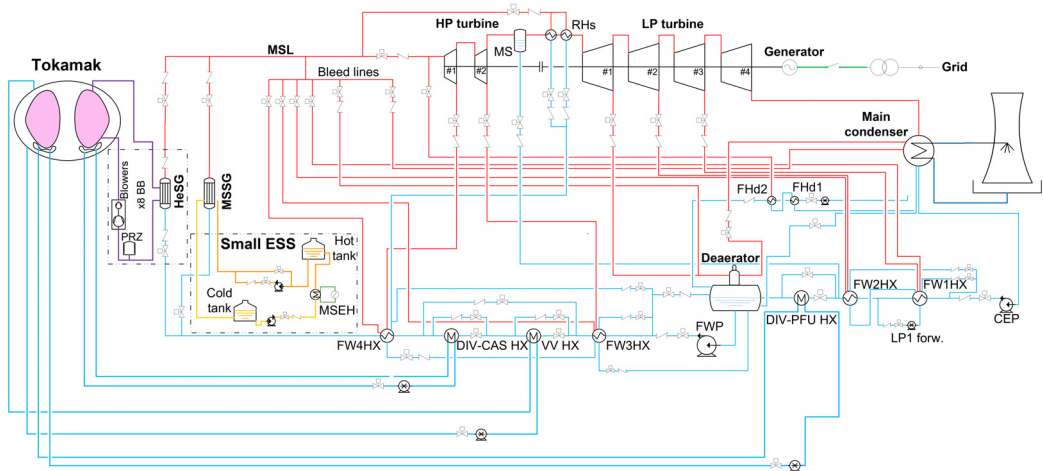 HP turbine
RHs
LP turbine
MS
MSL
Generator
Tokamak
Bleed lines
#1
#2
#1
#2
#3
#4
Grid
Main
condenser
Blowers
x8 BB
HeSG
MSSG
FHd2
FHd1
PRZ
Small ESS
Hot
tank
Deaerator
Cold
tank
MSEH
FW2HX
FW1HX
FW4HX
DIV-CAS HX
VV HX
FW3HX
FWP
DIV-PFU HX
LP1 forw.
CEP